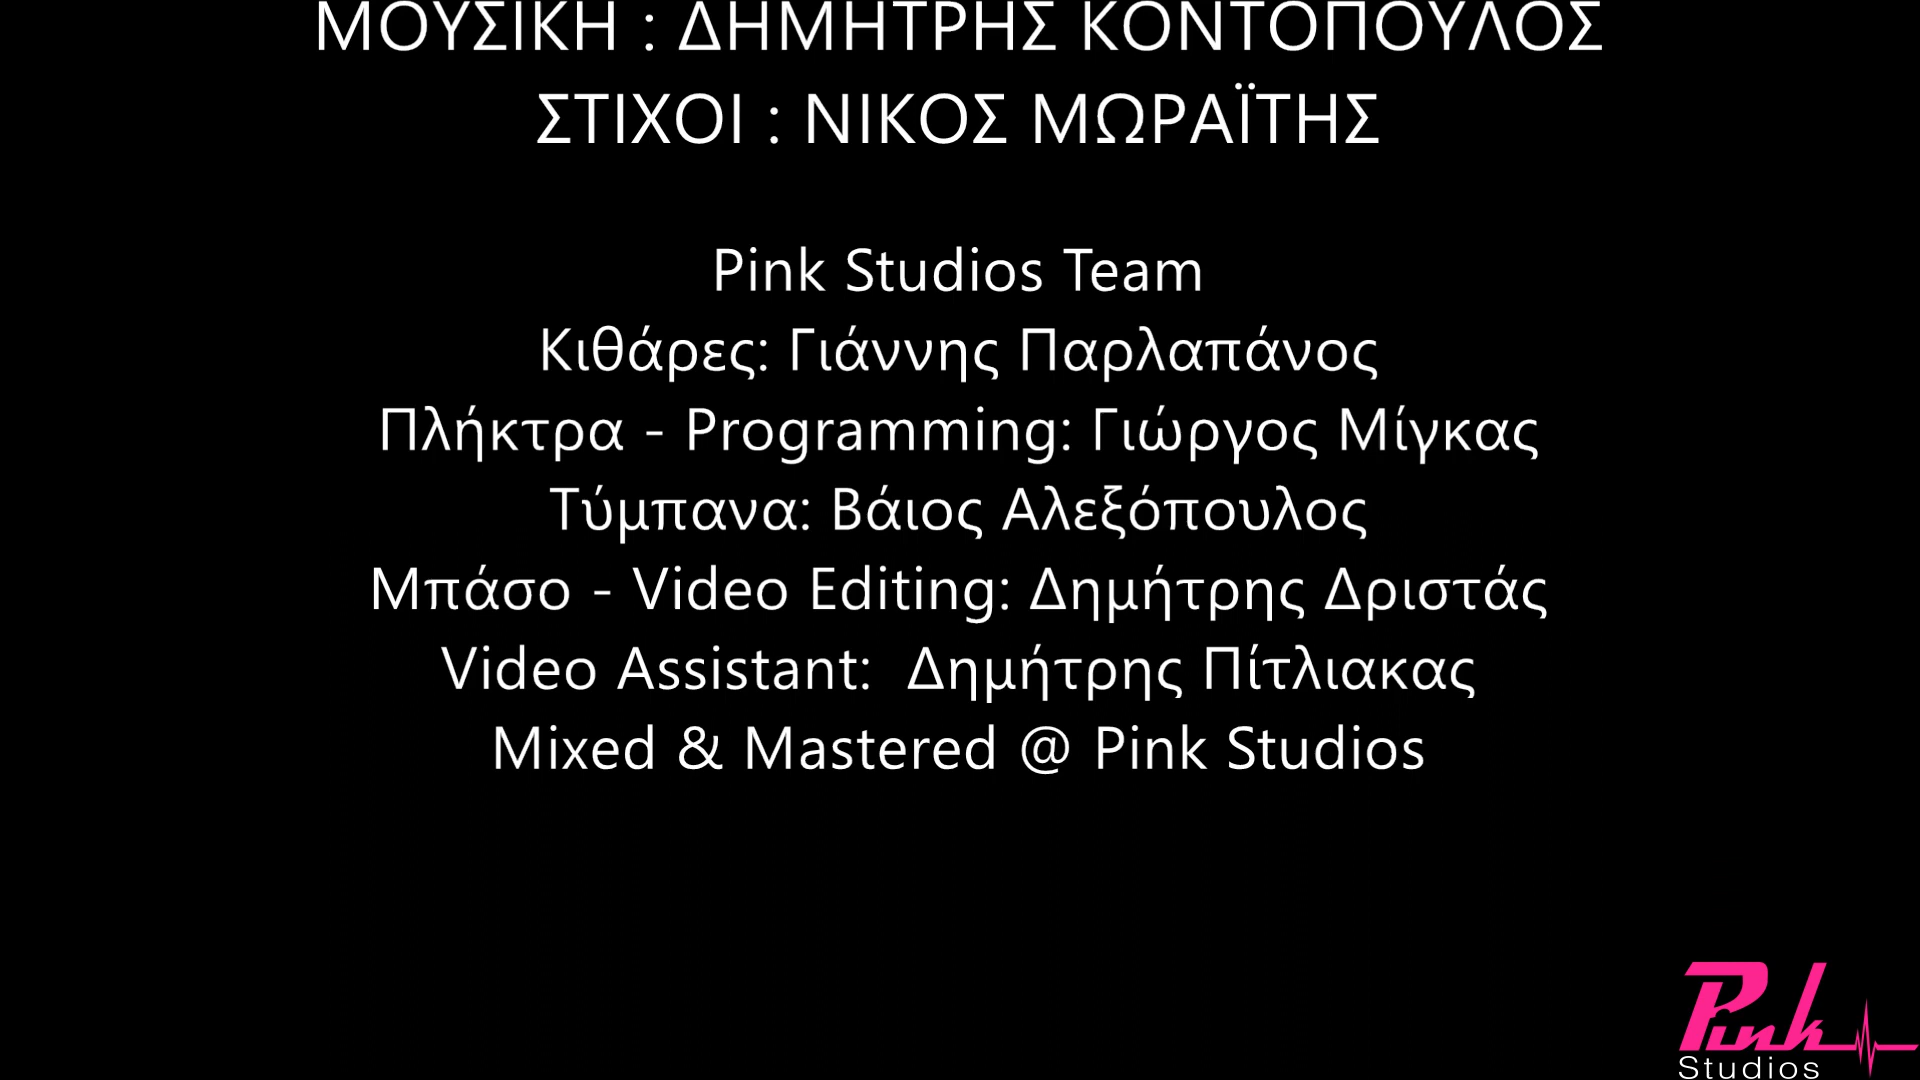 ΜΟΥΣΙΚΗ : ΔΗΜΗΤΡΗΣ ΚΟΝΤΟΠΟΥΛΟΣ
ΣΤΙΧΟΙ : ΝΙΚΟΣ ΜΩΡΑΪΤΗΣ
Pink Studios Team
Κιθάρες: Γιάννης Παρλαπάνος
Πλήκτρα - Programming: Γιώργος Μίγκας
Τύμπανα: Βάιος Αλεξόπουλος
Μπάσο - Video Editing: Δημήτρης Δριστάς
Video Assistant:  Δημήτρης Πίτλιακας
Mixed & Mastered @ Pink Studios
Pink
Studios